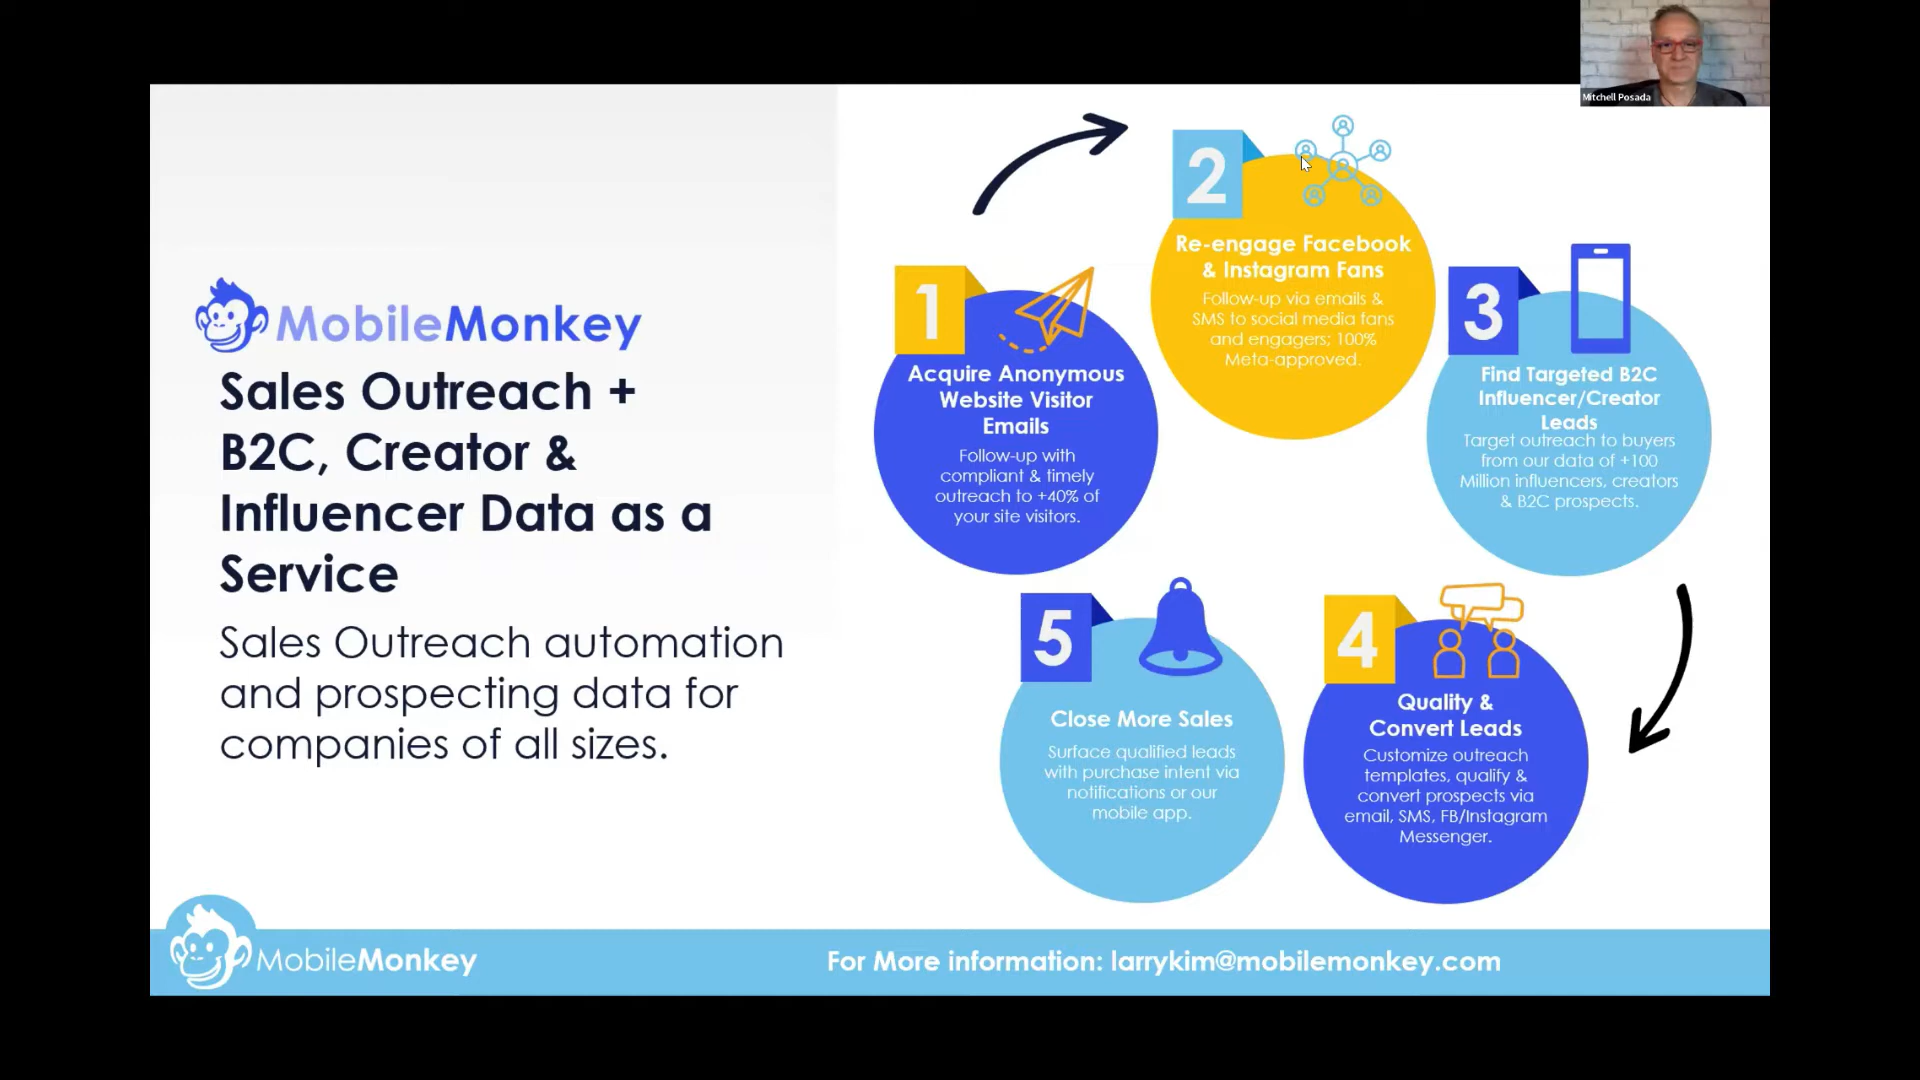 Mitchell Posada
MobileMonkey
Sales Outreach +
B2C, Creator &
Influencer Data as a
Service
Sales Outreach automation
and prospecting data for
companies of all sizes.
1
Acquire Anonymous
Website Visitor
Emails
Follow-up with
compliant & timely
outreach to +40% of
your site visitors.
2
Re-engage Facebook
& Instagram Fans
Follow-up via emails &
SMS to social media fans
and engagers; 100%
Meta-approved.
3
Find Targeted B2C
Influencer/Creator
Leads
Target outreach to buyers
from our data of +100
Million influencers, creators
& B2C prospects.
4
Quality &
Convert Leads
Customize outreach
templates, qualify &
convert prospects via
email, SMS, FB/Instagram
Messenger.
5
Close More Sales
Surface qualified leads
with purchase intent via
notifications or our
mobile app.
MobileMonkey
For More information: larrykim@mobilemonkey.com